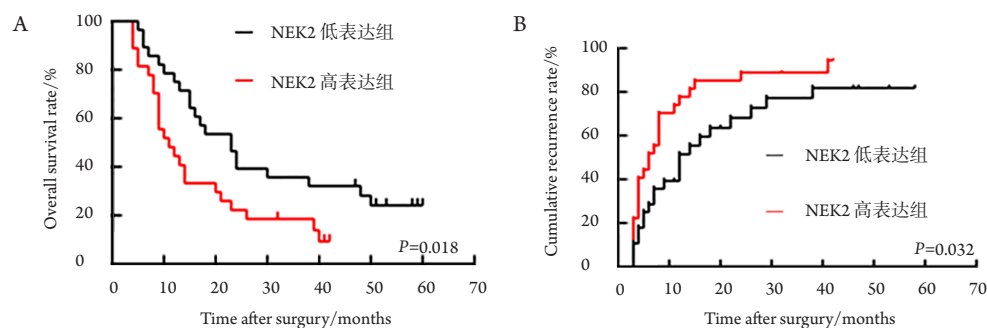 A
NEK2 低表达组
NEK2 高表达组
Overall survival rate/%
100
80
60
40
20
0
P=0.018
0 10 20 30 40 50 60 70
Time after surgury/months
B
Cumulative recurrence rate/%
100
80
60
40
20
0
NEK2 低表达组
NEK2 高表达组
P=0.032
0 10 20 30 40 50 60 70
Time after surgury/months